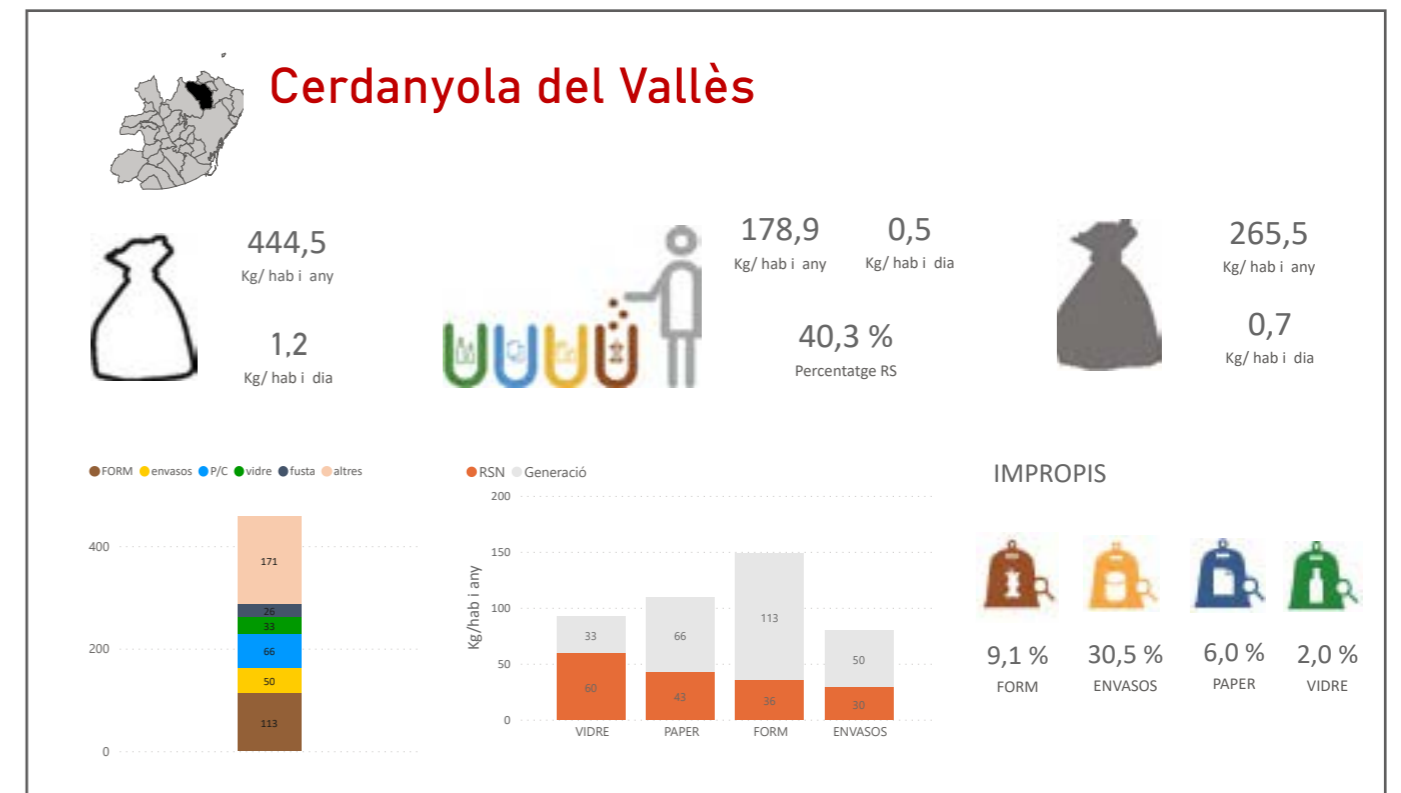 Cerdanyola del Vallès
444,5
Kg/ hab i any
1,2
Kg/ hab i dia
178,9 0,5
Kg/ hab i any Kg/ hab i dia
40,3 %
Percentatge RS
265,5
Kg/ hab i any
0,7
Kg/ hab i dia
FORM envasos P/C vidre fusta altres
400
200
0
171
26
33
66
50
113
RSN Generació
Kg/hab i any
200
150
100
50
0
33 66 113 50
60 43 36 30
VIDRE PAPER FORM ENVASOS
IMPROPIS
9,1 % 30,5 % 6,0 % 2,0 %
FORM ENVASOS PAPER VIDRE